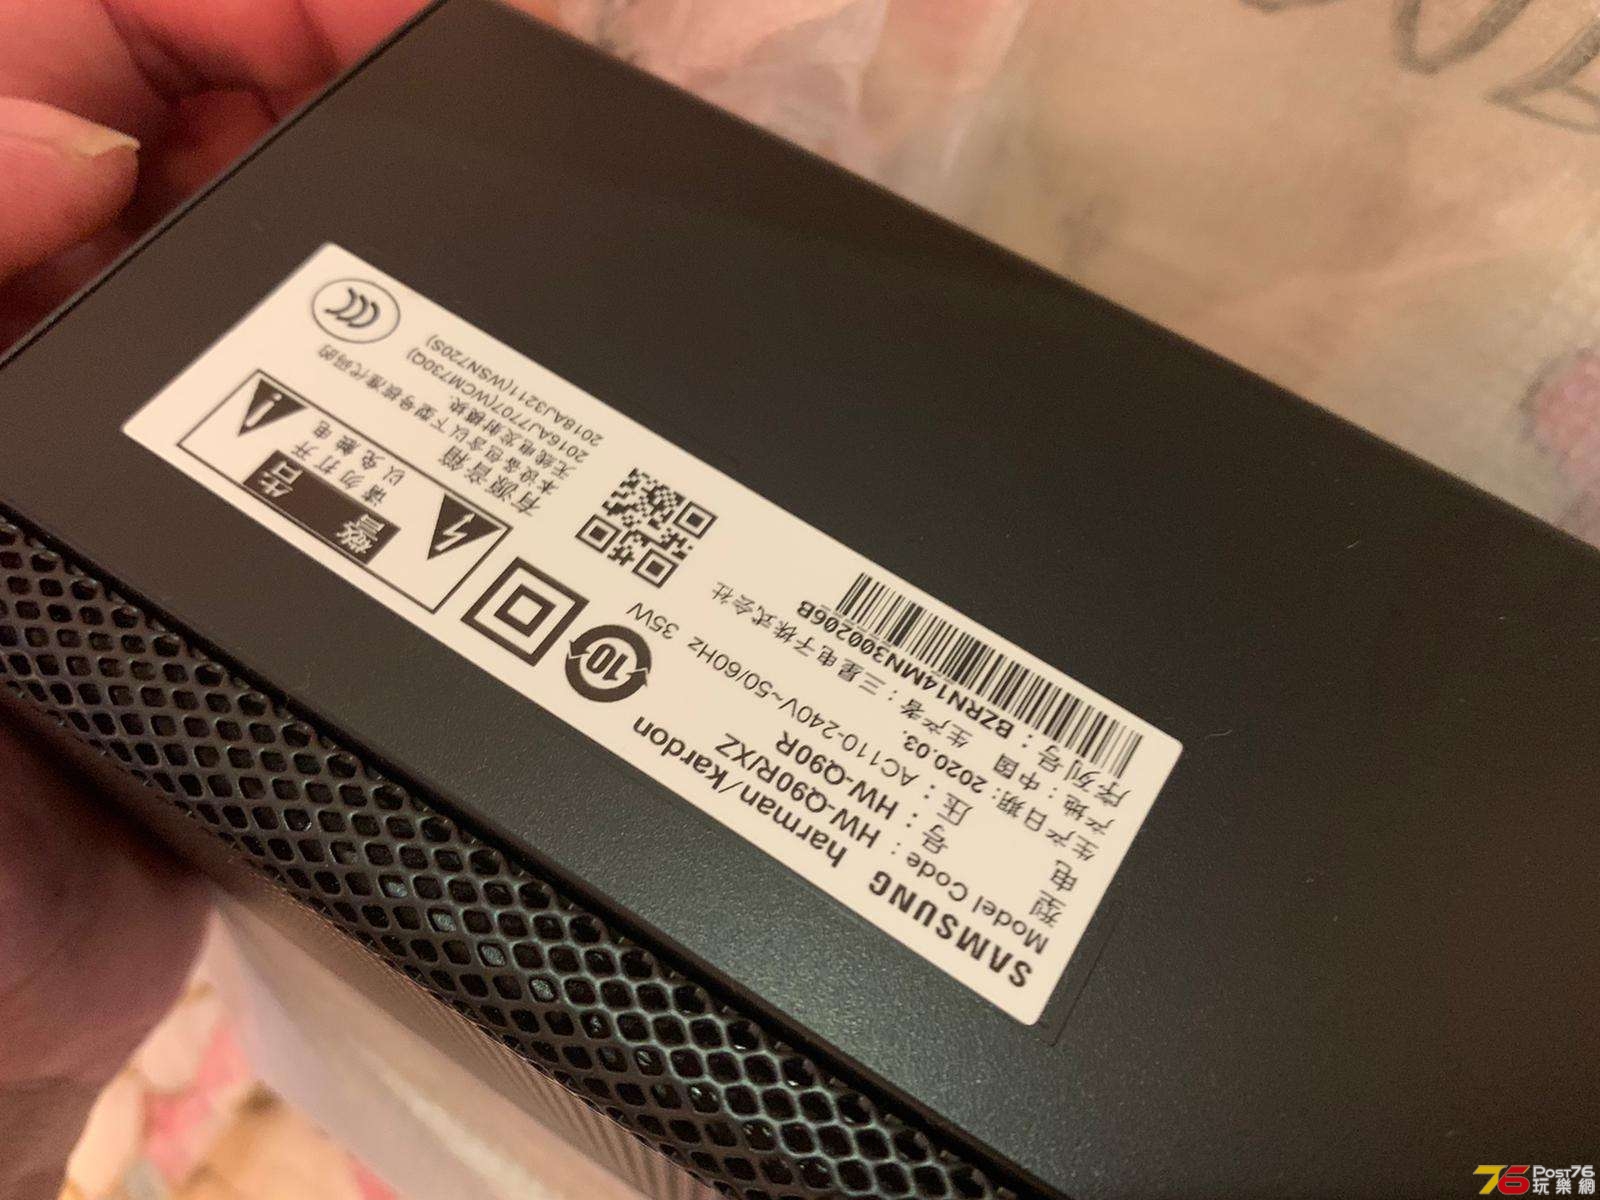 SAMSUNG harman/kardon
Model Code : HW-Q90R/XZ
型 号 : HW-Q90R
电 压 : AC110-240V~50/60Hz 35W
生产日期: 2020.03.
产地 : 中国 生产者 : 三星电子株式会社
序列号 : BZRN14MN300206B
10
有源音箱
本设备包含以下型号核准代码的
无线电发射模块.
2016AJ7707(WCM730Q)
2018AJ3211(WSN720S)
警告
请勿打开
以免触电
CCC
76 POST76
玩樂網